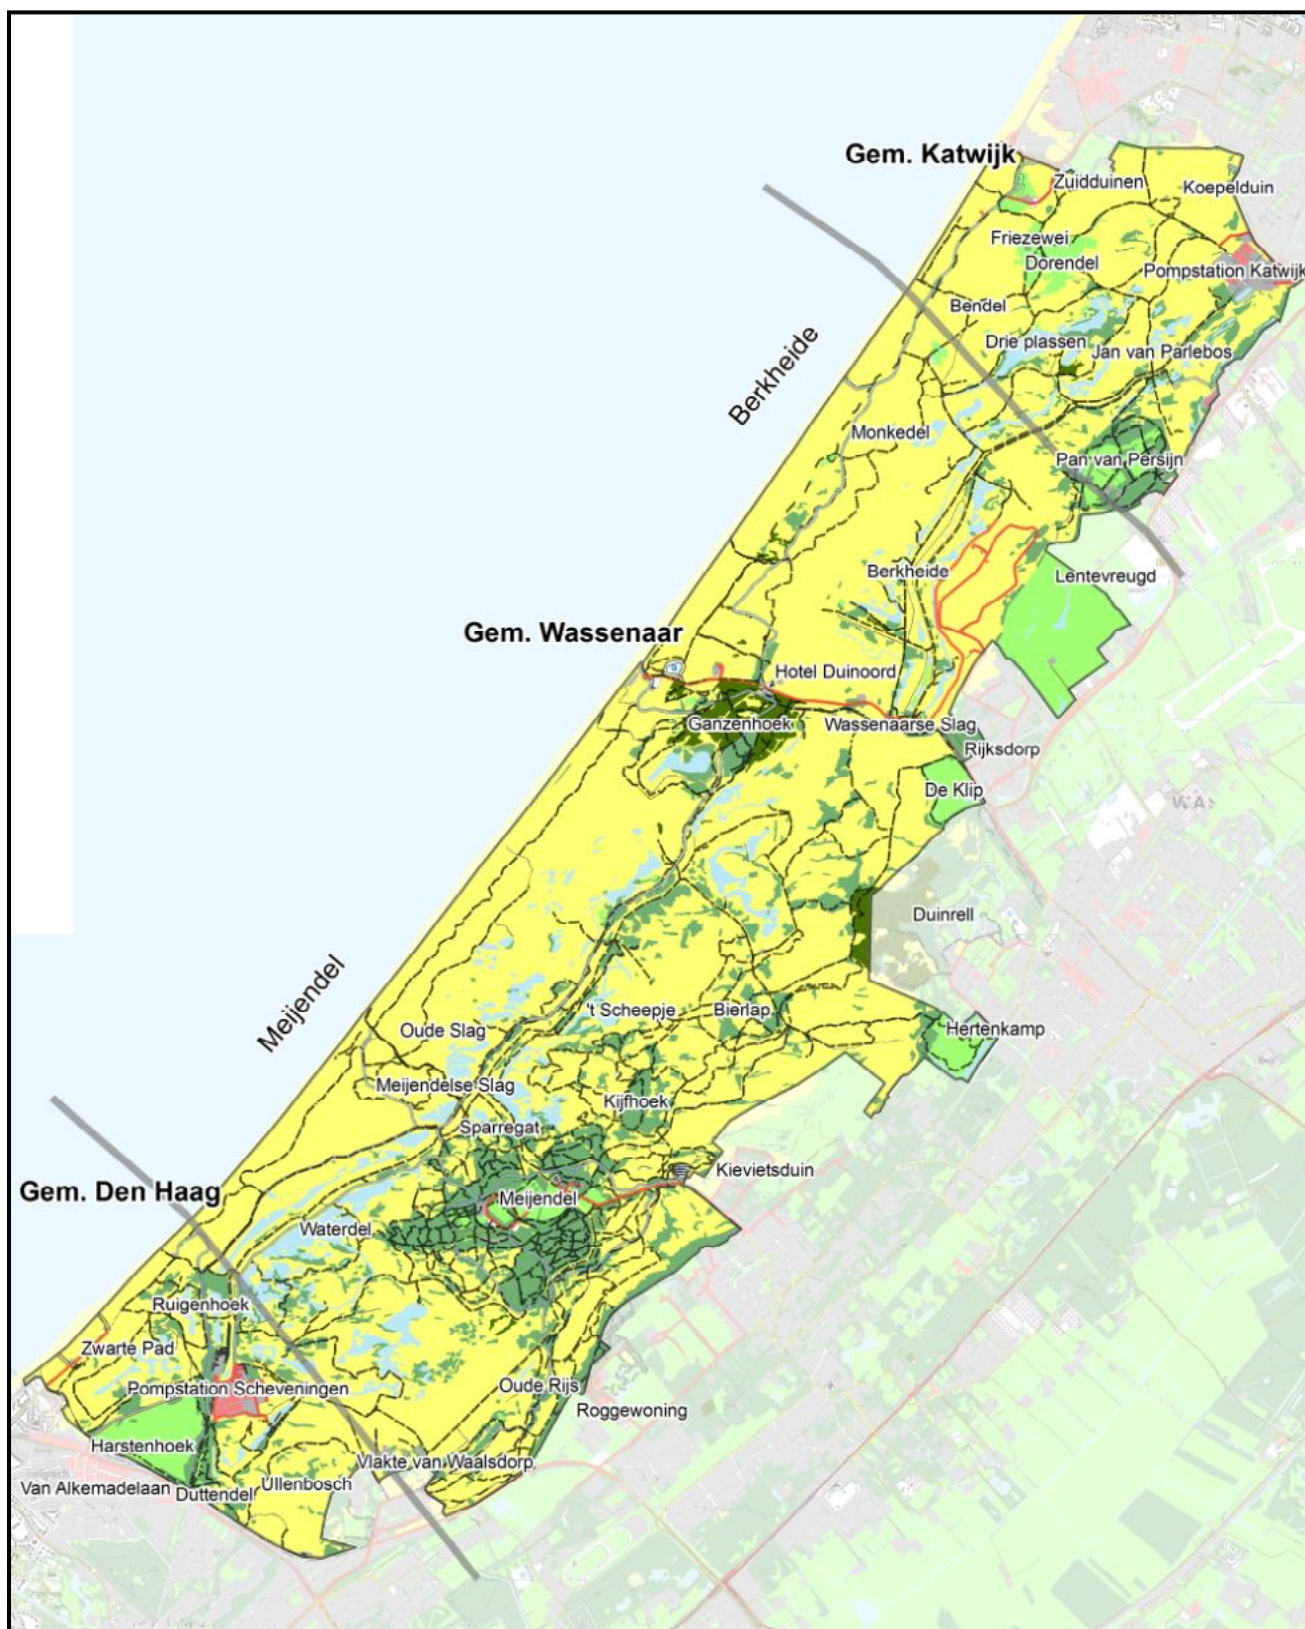 Gem. Katwijk
Zuidduinen
Koepelduin
Friezewei
Dorendel
Pompstation Katwijk
Bendel
Drie plassen
Jan van Parlebos
Berkheide
Monkedel
Pan van Persijn
Berkheide
Lentevreugd
Gem. Wassenaar
Hotel Duinoord
Ganzenhoek
Wassenaarse Slag
Rijksdorp
De Klip
WAS
Duinrell
Meijendel
't Scheepje
Bierlap
Oude Slag
Hertenkamp
Meijendelse Slag
Kijfhoek
Sparregat
Kievietsduin
Gem. Den Haag
Meijendel
Waterdel
Ruigenhoek
Zwarte Pad
Pompstation Scheveningen
Oude Rijs
Roggewoning
Harstenhoek
Vlakte van Waalsdorp
Van Alkemadelaan
Duttendel
Ullenbosch